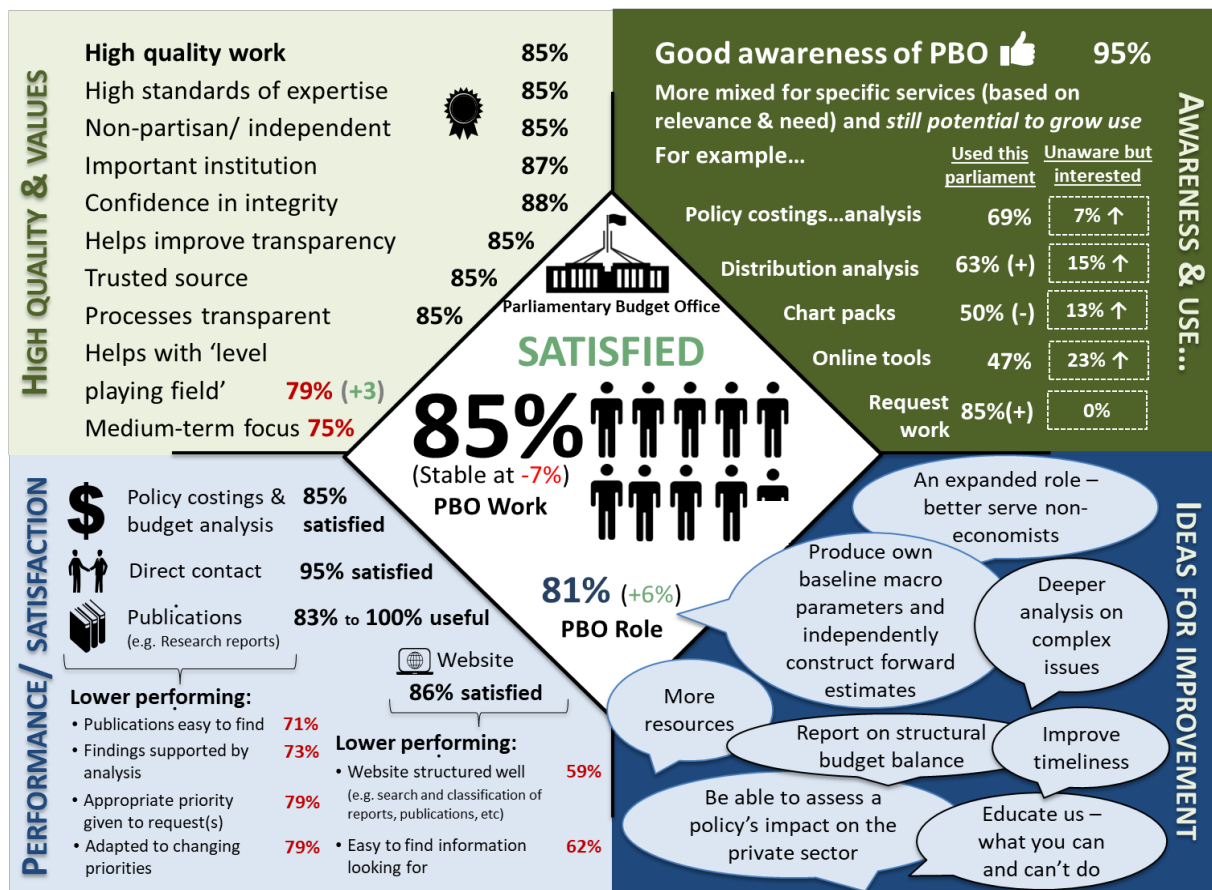 HIGH QUALITY & VALUES
High quality work 85%
High standards of expertise 85%
Non-partisan/ independent 85%
Important institution 87%
Confidence in integrity 88%
Helps improve transparency 85%
Trusted source 85%
Processes transparent 85%
Helps with ‘level
playing field’ 79% (+3)
Medium-term focus 75%
AWARENESS & USE...
Good awareness of PBO 95%
More mixed for specific services (based on
relevance & need) and still potential to grow use
For example...
Used this
parliament
Unaware but
interested
Policy costings...analysis 69% 7% ↑
Distribution analysis 63% (+) 15% ↑
Chart packs 50% (-) 13% ↑
Online tools 47% 23% ↑
Request
work 85%(+) 0%
Parliamentary Budget Office
SATISFIED
85%
(Stable at -7%)
PBO Work
81% (+6%)
PBO Role
PERFORMANCE/ SATISFACTION
$
Policy costings &
budget analysis
85%
satisfied
Direct contact 95% satisfied
Publications 83% to 100% useful
(e.g. Research reports)
Lower performing:
• Publications easy to find 71%
• Findings supported by
analysis
73%
• Appropriate priority
given to request(s)
79%
• Adapted to changing
priorities
79%
Website
86% satisfied
Lower performing:
• Website structured well 59%
(e.g. search and classification of
reports, publications, etc)
• Easy to find information
looking for
62%
IDEAS FOR IMPROVEMENT
An expanded role –
better serve non-
economists
Produce own
baseline macro
parameters and
independently
construct forward
estimates
Deeper
analysis on
complex
issues
More
resources
Report on structural
budget balance
Improve
timeliness
Be able to assess a
policy’s impact on the
private sector
Educate us –
what you can
and can’t do